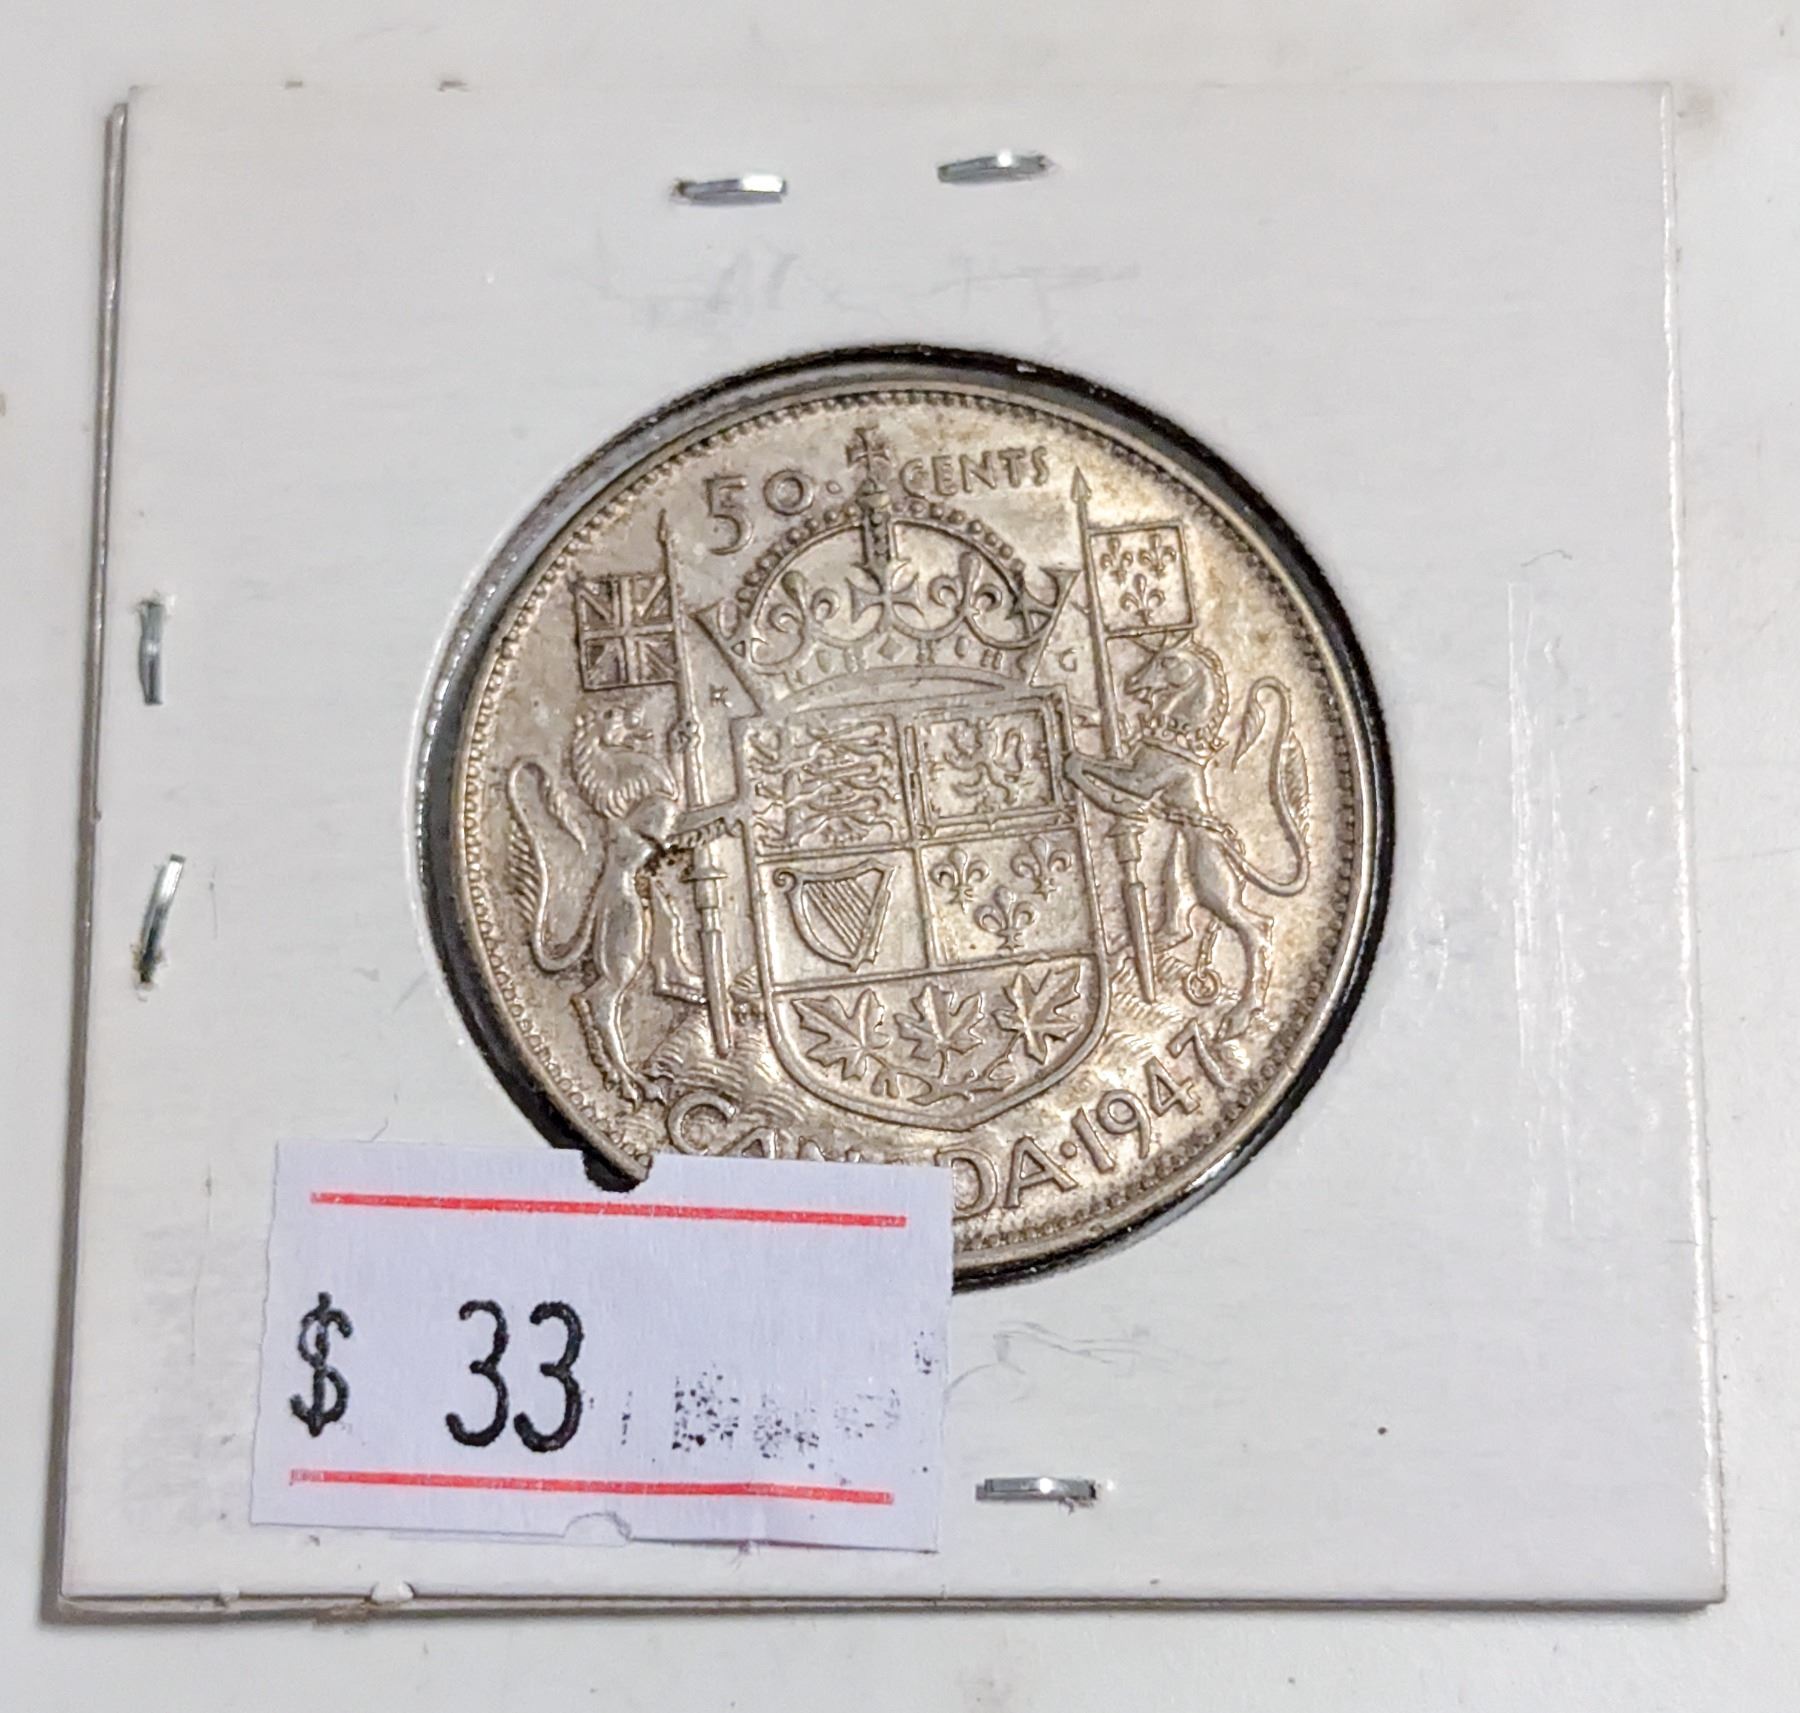 50 CENTS
K G
CANADA · 1947
$ 33